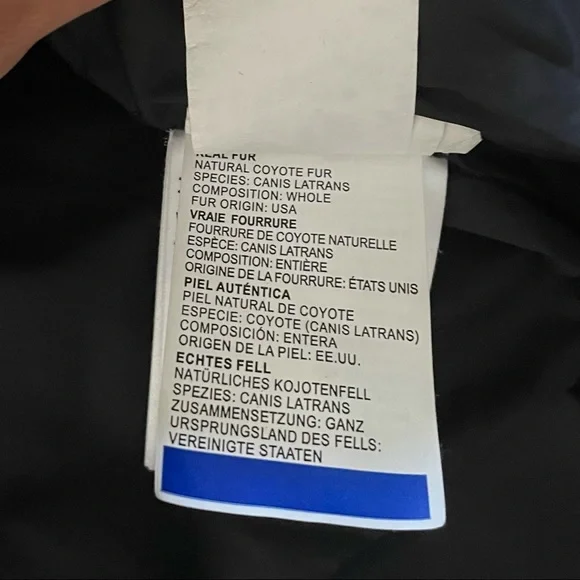 REAL FUR
NATURAL COYOTE FUR
SPECIES: CANIS LATRANS
COMPOSITION: WHOLE
FUR ORIGIN: USA
VRAIE FOURRURE
FOURRURE DE COYOTE NATURELLE
ESPÈCE: CANIS LATRANS
COMPOSITION: ENTIÈRE
ORIGINE DE LA FOURRURE: ÉTATS UNIS
PIEL AUTÉNTICA
PIEL NATURAL DE COYOTE
ESPECIE: COYOTE (CANIS LATRANS)
COMPOSICIÓN: ENTERA
ORIGEN DE LA PIEL: EE.UU.
ECHTES FELL
NATÜRLICHES KOJOTENFELL
SPEZIES: CANIS LATRANS
ZUSAMMENSETZUNG: GANZ
URSPRUNGSLAND DES FELLS:
VEREINIGTE STAATEN